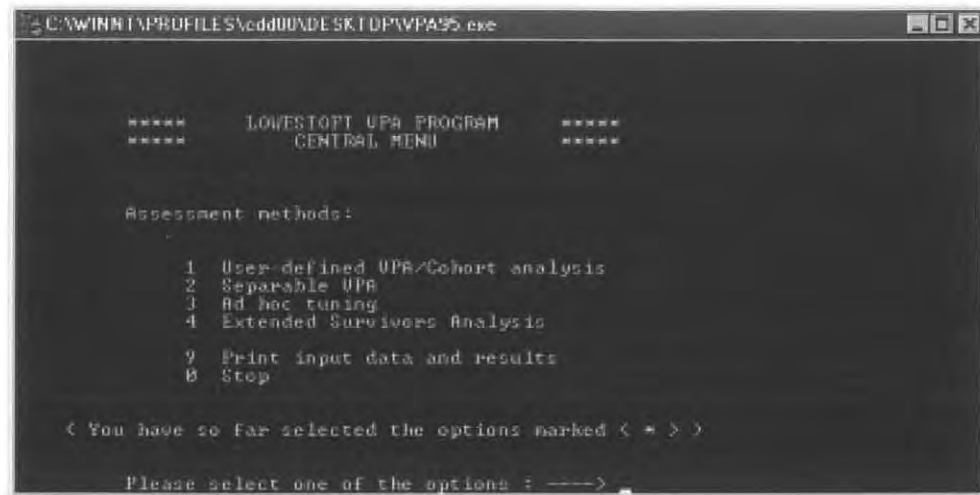 C:\WINNT\PROFILES\cdd00\DESKTOP\VPA95.exe
***** LOWESTOFT VPA PROGRAM *****
***** CENTRAL MENU *****
Assessment methods:
1 User-defined VPA/Cohort analysis
2 Separable VPA
3 Ad hoc tuning
4 Extended Survivors Analysis
9 Print input data and results
0 Stop
( You have so far selected the options marked ( * ) )
Please select one of the options : ---->